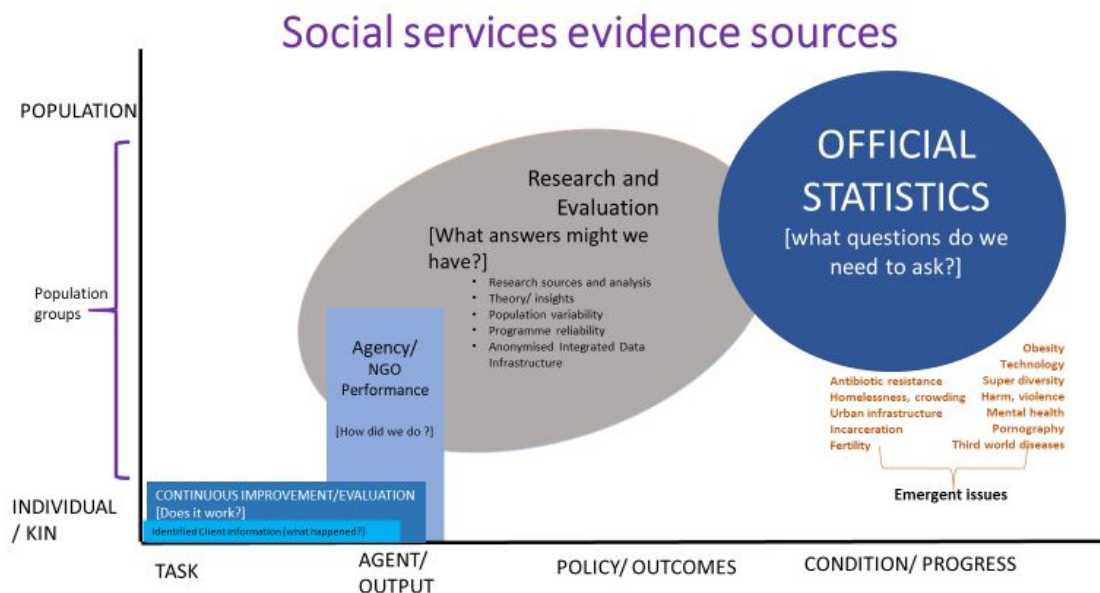 Social services evidence sources
POPULATION
Population
groups
INDIVIDUAL
/ KIN
Research and
Evaluation
[What answers might we
have?]
• Research sources and analysis
• Theory/ insights
• Population variability
• Programme reliability
• Anonymised Integrated Data
Infrastructure
OFFICIAL
STATISTICS
[what questions do we
need to ask?]
Agency/
NGO
Performance
[How did we do ?]
CONTINUOUS IMPROVEMENT/EVALUATION
[Does it work?]
Identified Client information [what happened?]
Antibiotic resistance
Homelessness, crowding
Urban infrastructure
Incarceration
Fertility
Obesity
Technology
Super diversity
Harm, violence
Mental health
Pornography
Third world diseases
Emergent issues
TASK
AGENT/
OUTPUT
POLICY/ OUTCOMES
CONDITION/ PROGRESS